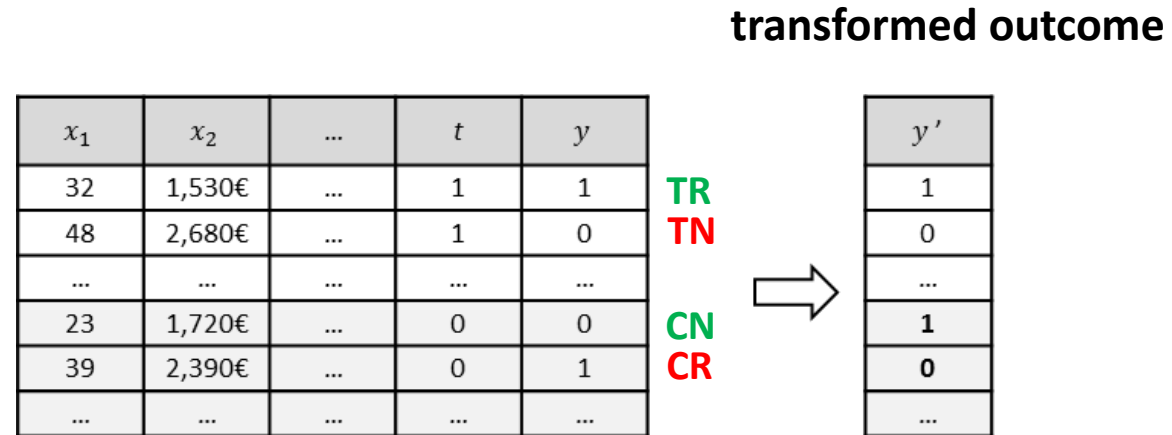 transformed outcome
x₁ x₂ ... t y y'
32 1,530€ ... 1 1 TR 1
48 2,680€ ... 1 0 TN 0
... ... ... ... ... ...
23 1,720€ ... 0 0 CN 1
39 2,390€ ... 0 1 CR 0
... ... ... ... ... ...